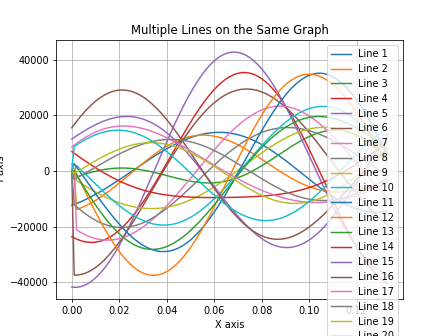 Multiple Lines on the Same Graph
40000
20000
0
−20000
−40000
0.00
0.02
0.04
0.06
0.08
0.10
X axis
Line 1
Line 2
Line 3
Line 4
Line 5
Line 6
Line 7
Line 8
Line 9
Line 10
Line 11
Line 12
Line 13
Line 14
Line 15
Line 16
Line 17
Line 18
Line 19
Line 20